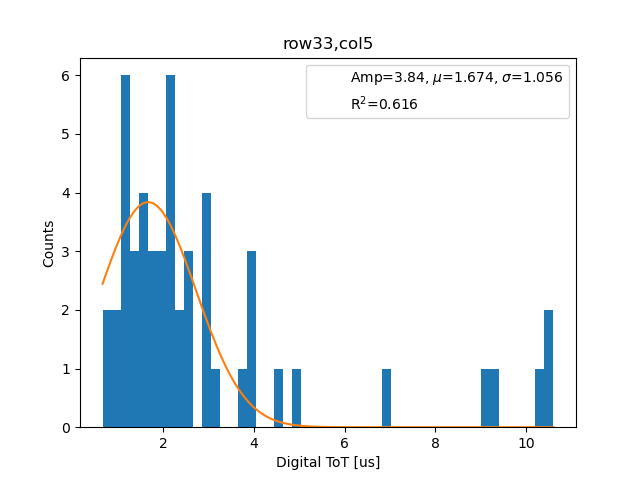 row33,col5
Amp=3.84, μ=1.674, σ=1.056
R²=0.616
6
5
4
3
2
1
0
Counts
2 4 6 8 10
Digital ToT [us]